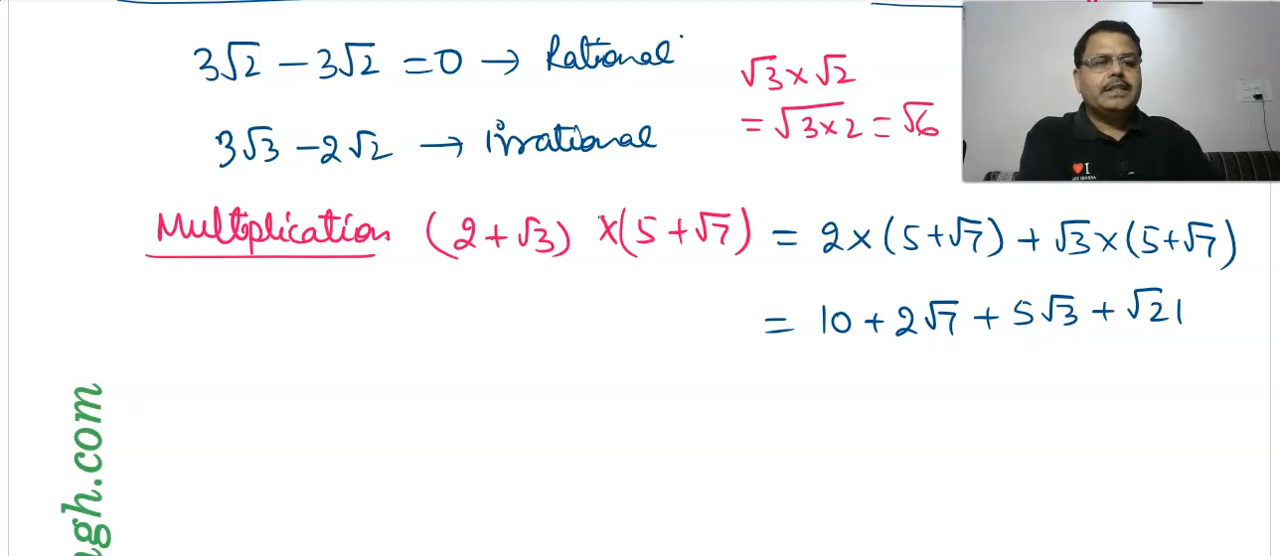 3√2 − 3√2 = 0 → Rational
3√3 − 2√2 → Irrational
√3 × √2
= √3×2 = √6
Multiplication (2 + √3) × (5 + √7) = 2 × (5 + √7) + √3 × (5 + √7)
= 10 + 2√7 + 5√3 + √21
ngh.com
I